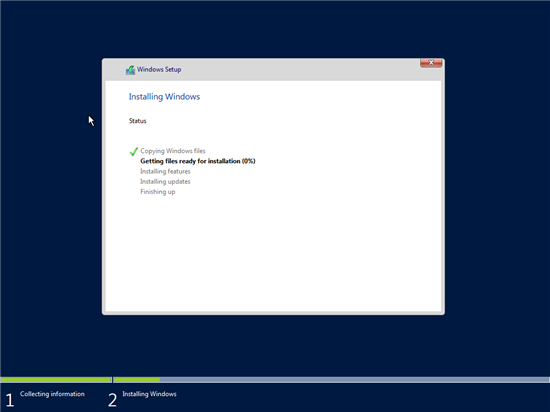 Windows Setup
Installing Windows
Status
Copying Windows files
Getting files ready for installation (0%)
Installing features
Installing updates
Finishing up
1 Collecting information
2 Installing Windows